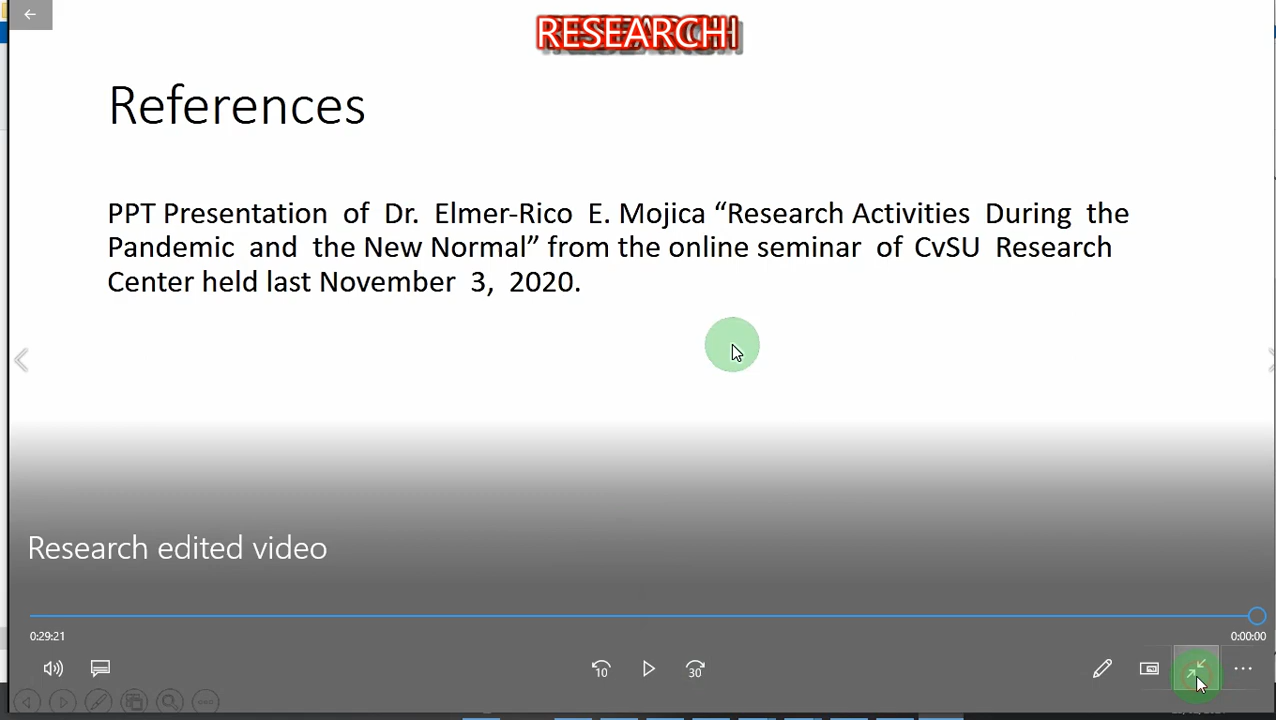 RESEARCH!
References
PPT Presentation of Dr. Elmer-Rico E. Mojica “Research Activities During the
Pandemic and the New Normal” from the online seminar of CvSU Research
Center held last November 3, 2020.
Research edited video
0:29:21
0:00:00
10
30